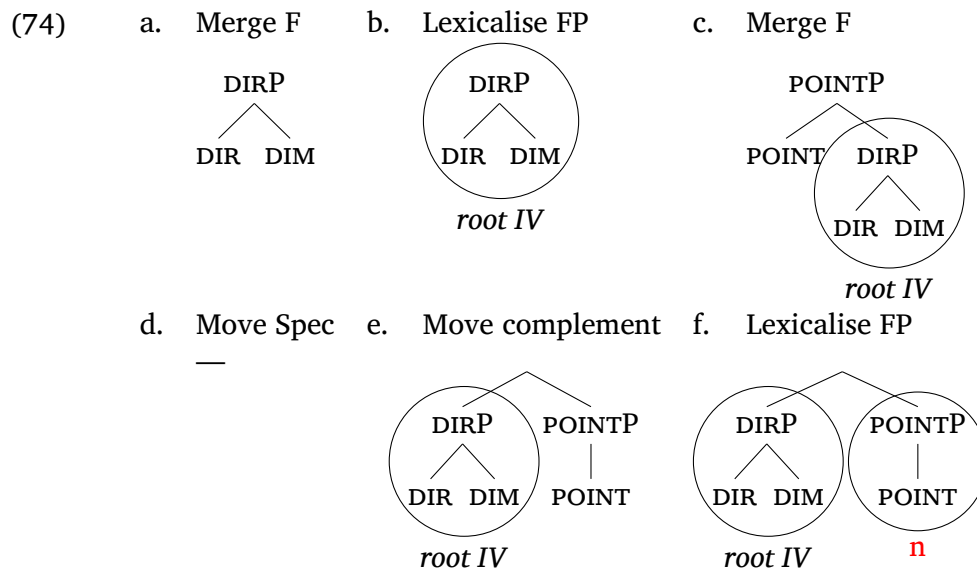 (74) a. Merge F b. Lexicalise FP c. Merge F
DIRP DIRP POINTP
DIR DIM DIR DIM POINT DIRP
root IV DIR DIM
root IV
d. Move Spec e. Move complement f. Lexicalise FP
—
DIRP POINTP DIRP POINTP
DIR DIM POINT DIR DIM POINT
root IV root IV n